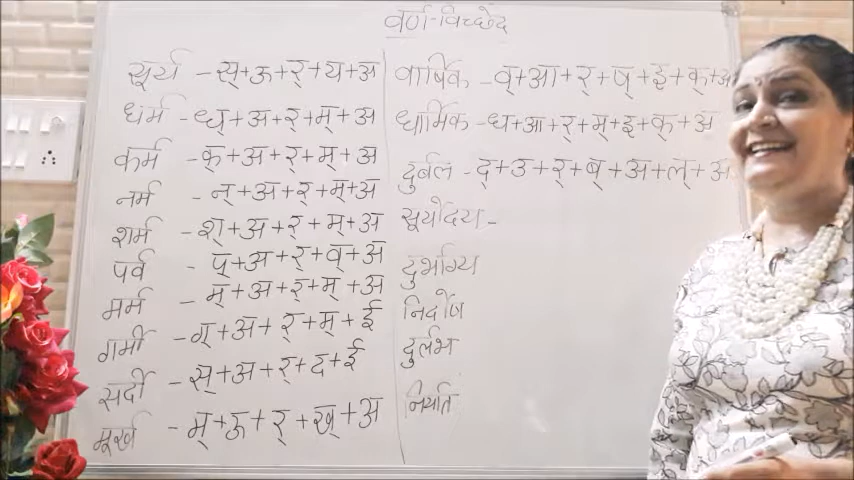 वर्ण-विच्छेद
सूर्य - स्+ऊ+र्+य+अ
धर्म - ध्+अ+र्+म्+अ
कर्म - क्+अ+र्+म्+अ
नर्म - न्+अ+र्+म्+अ
शर्म - श्+अ+र्+म्+अ
पर्व - प्+अ+र्+व्+अ
मर्म - म्+अ+र्+म्+अ
गर्मी - ग्+अ+र्+म्+ई
सर्दी - स्+अ+र्+द+ई
मूर्ख - म्+ऊ+र्+ख्+अ
वार्षिक - व्+आ+र्+ष्+इ+क्+अ
धार्मिक - ध+आ+र्+म्+इ+क्+अ
दुर्बल - द्+उ+र्+ब्+अ+ल्+अ
सूर्योदय -
दुर्भाग्य
निर्दोष
दुर्लभ